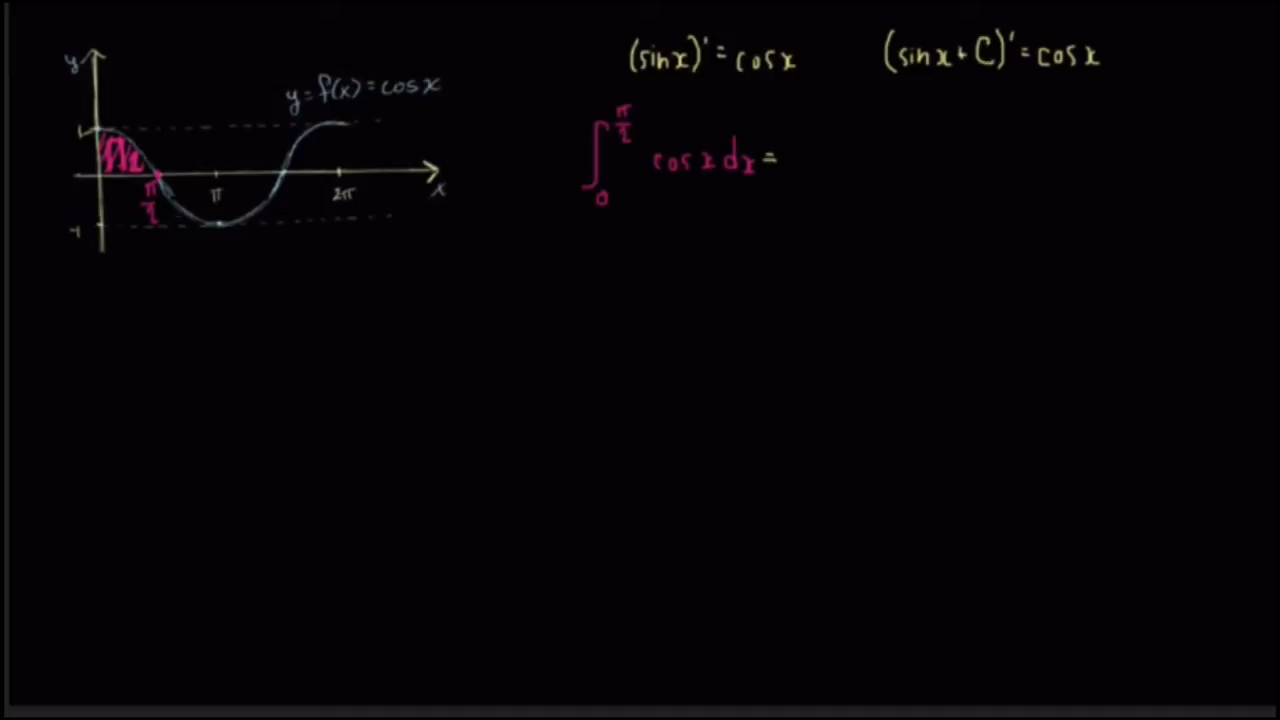 y
y = f(x) = cos x
1
π/2
π
2π
x
-1
(sin x)' = cos x
(sin x + C)' = cos x
∫₀^(π/2) cos x dx =